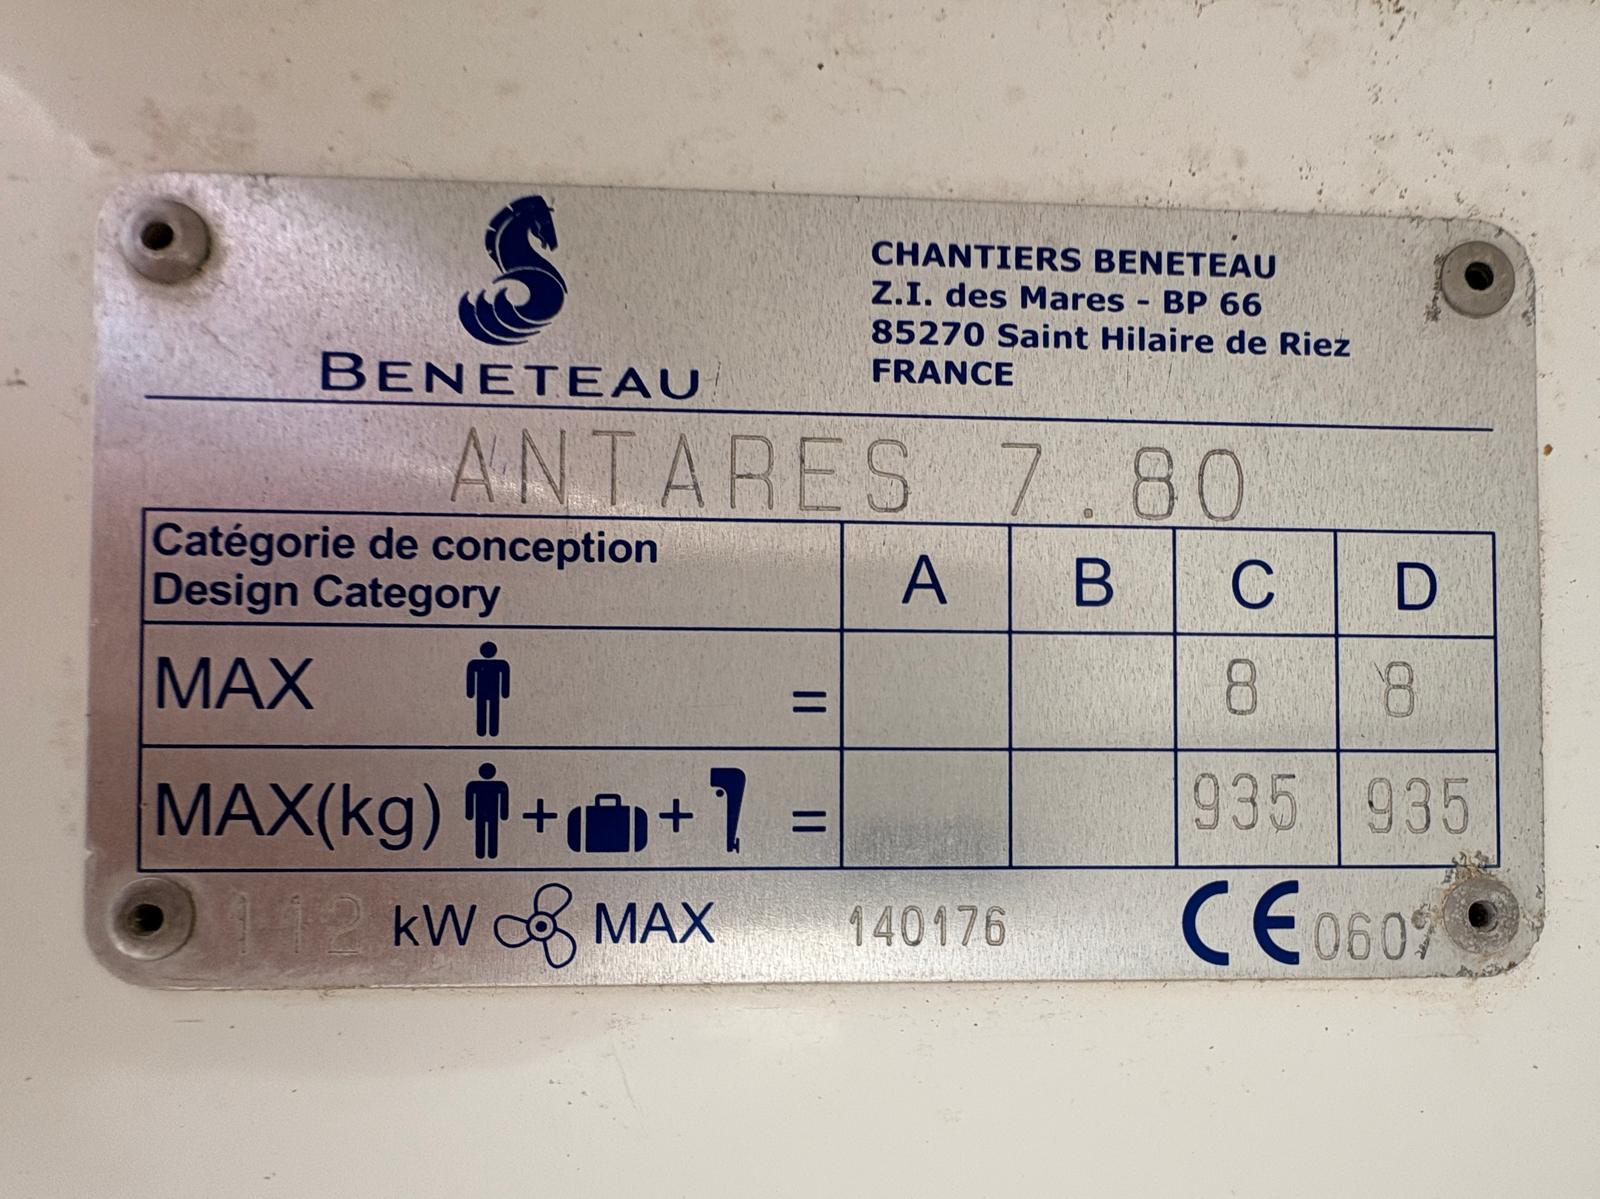 BENETEAU
CHANTIERS BENETEAU
Z.I. des Mares - BP 66
85270 Saint Hilaire de Riez
FRANCE
ANTARES 7.80
Catégorie de conception
Design Category
A B C D
MAX = 8 8
MAX(kg) + + = 935 935
112 kW MAX 140176 CE